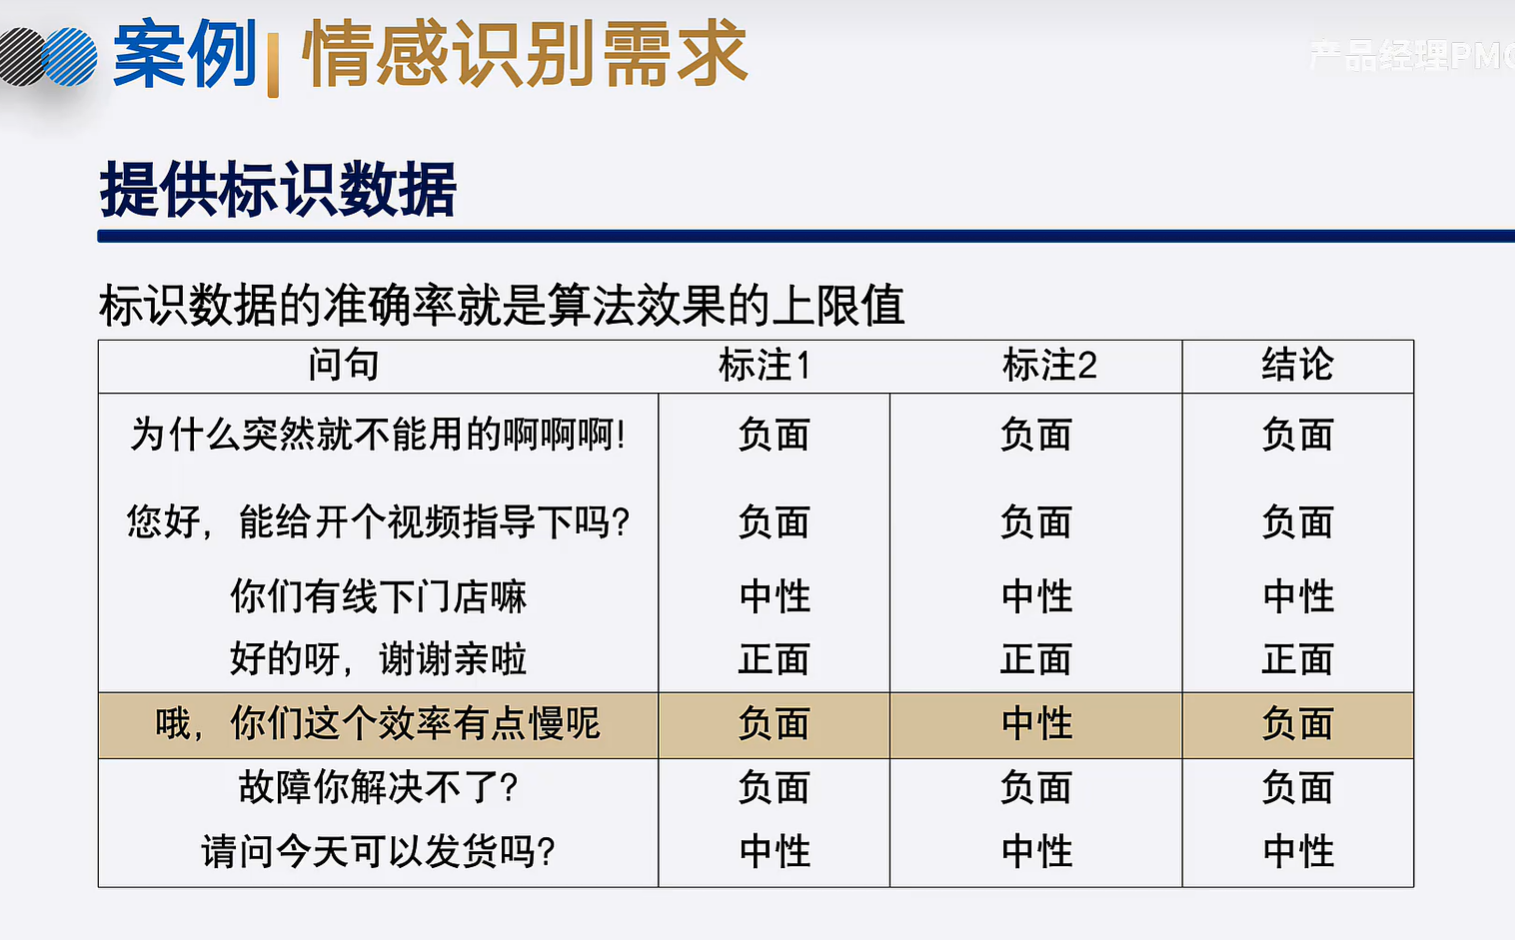 案例 情感识别需求
产品经理PMC
提供标识数据
标识数据的准确率就是算法效果的上限值
问句 标注1 标注2 结论
为什么突然就不能用的啊啊啊! 负面 负面 负面
您好，能给开个视频指导下吗? 负面 负面 负面
你们有线下门店嘛 中性 中性 中性
好的呀，谢谢亲啦 正面 正面 正面
哦，你们这个效率有点慢呢 负面 中性 负面
故障你解决不了? 负面 负面 负面
请问今天可以发货吗? 中性 中性 中性